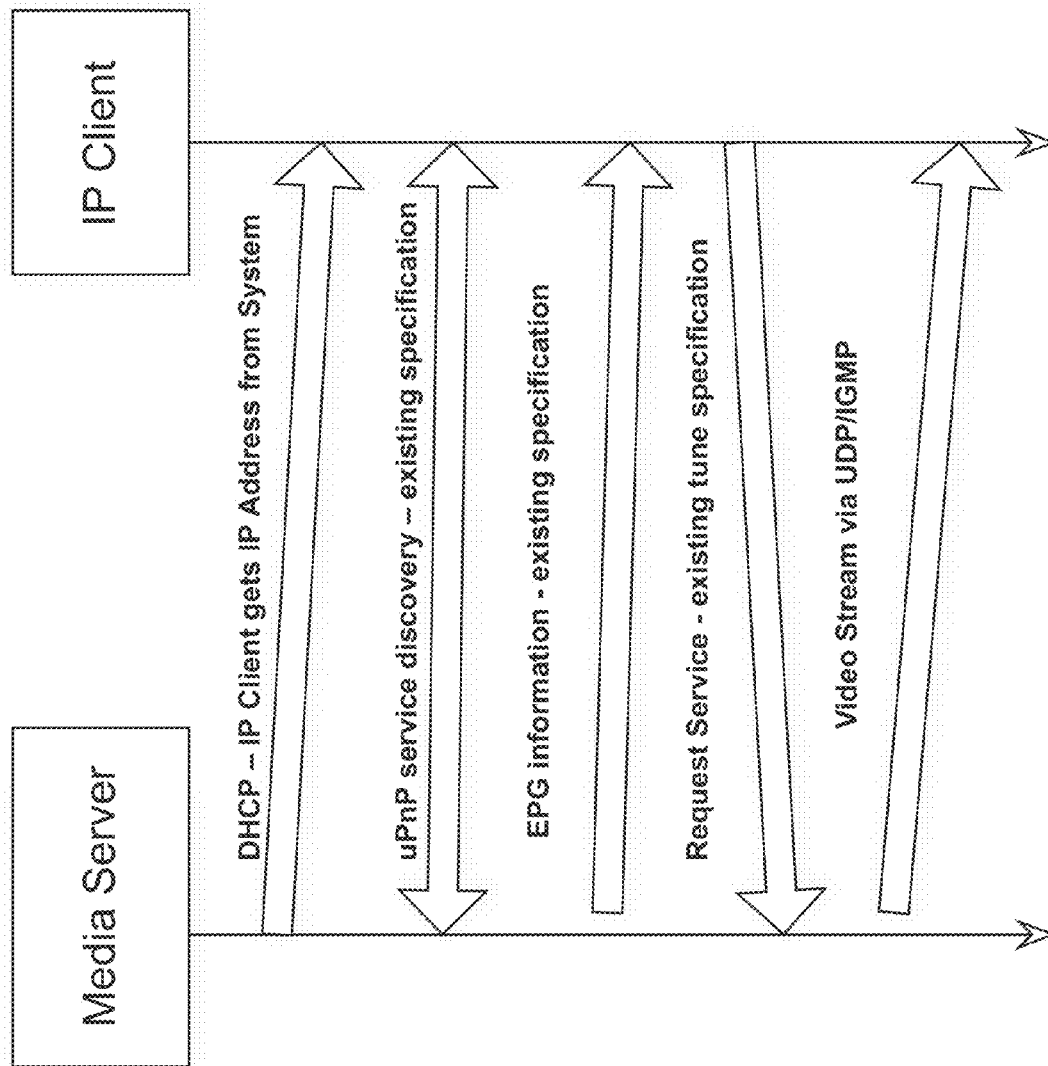 Media Server
IP Client
DHCP – IP Client gets IP Address from System
uPnP service discovery – existing specification
EPG information - existing specification
Request Service - existing tune specification
Video Stream via UDP/IGMP